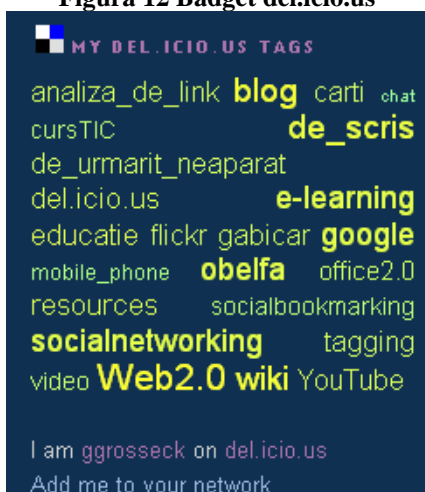 Figura 12 Badget del.icio.us
MY DEL.ICIO.US TAGS
analiza_de_link blog carti chat
cursTIC de_scris
de_urmarit_neaparat
del.icio.us e-learning
educatie flickr gabicar google
mobile_phone obelfa office2.0
resources socialbookmarking
socialnetworking tagging
video Web2.0 wiki YouTube
I am ggrosseck on del.icio.us
Add me to your network